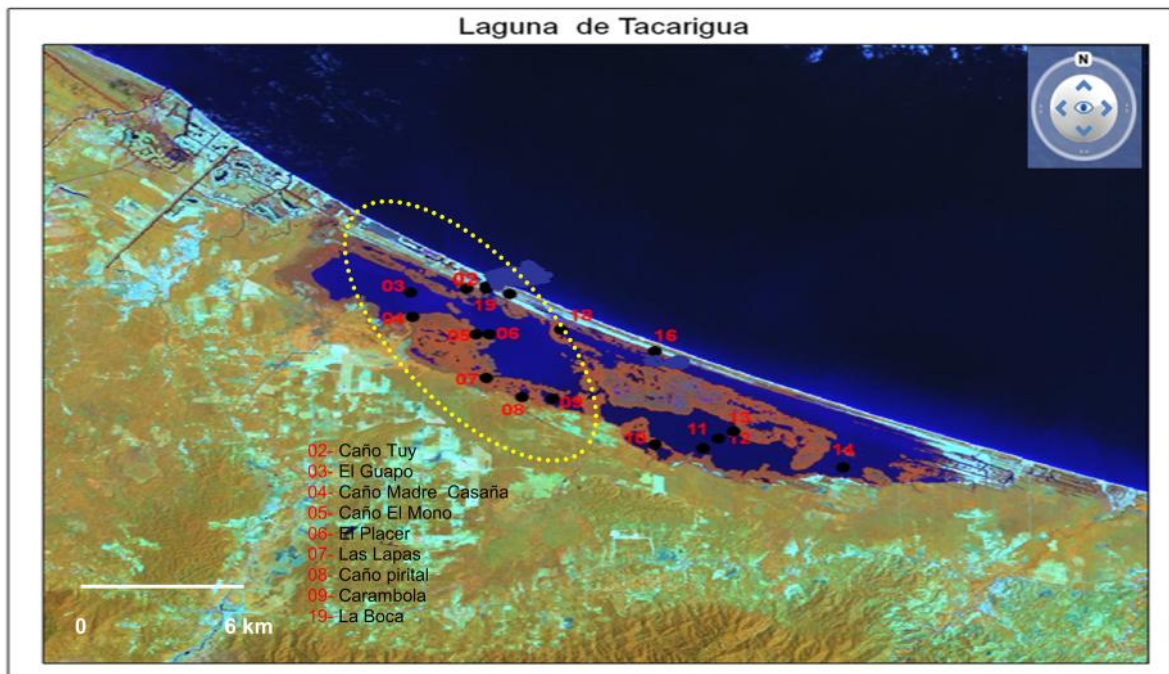 Laguna de Tacarigua
N
02
03
19
04
18
05 06
16
07
08 09
13
11
12
10
14
02- Caño Tuy
03- El Guapo
04- Caño Madre Casaña
05- Caño El Mono
06- El Placer
07- Las Lapas
08- Caño pirital
09- Carambola
19- La Boca
0 6 km